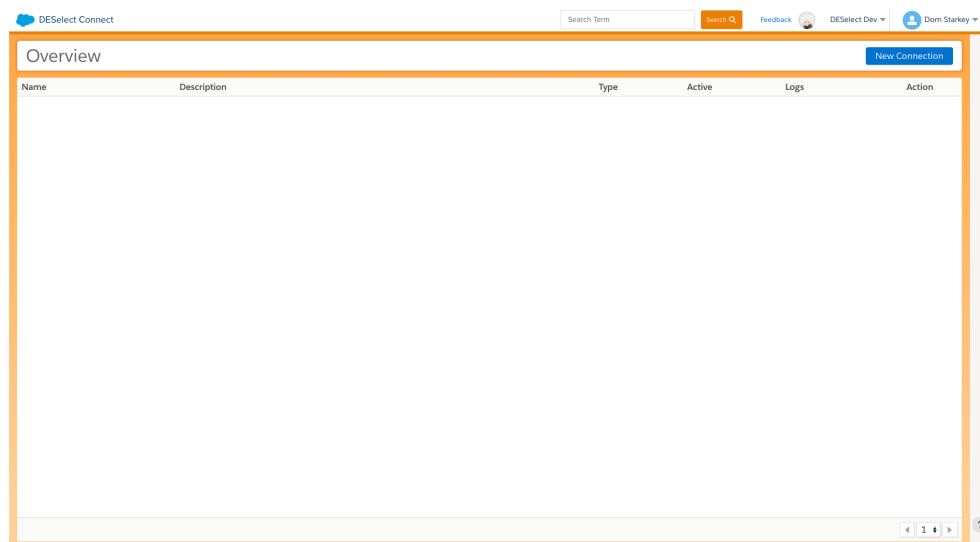 DESelect Connect
Search Term
Search
Feedback
DESelect Dev
Dom Starkey
Overview
New Connection
Name Description Type Active Logs Action
1